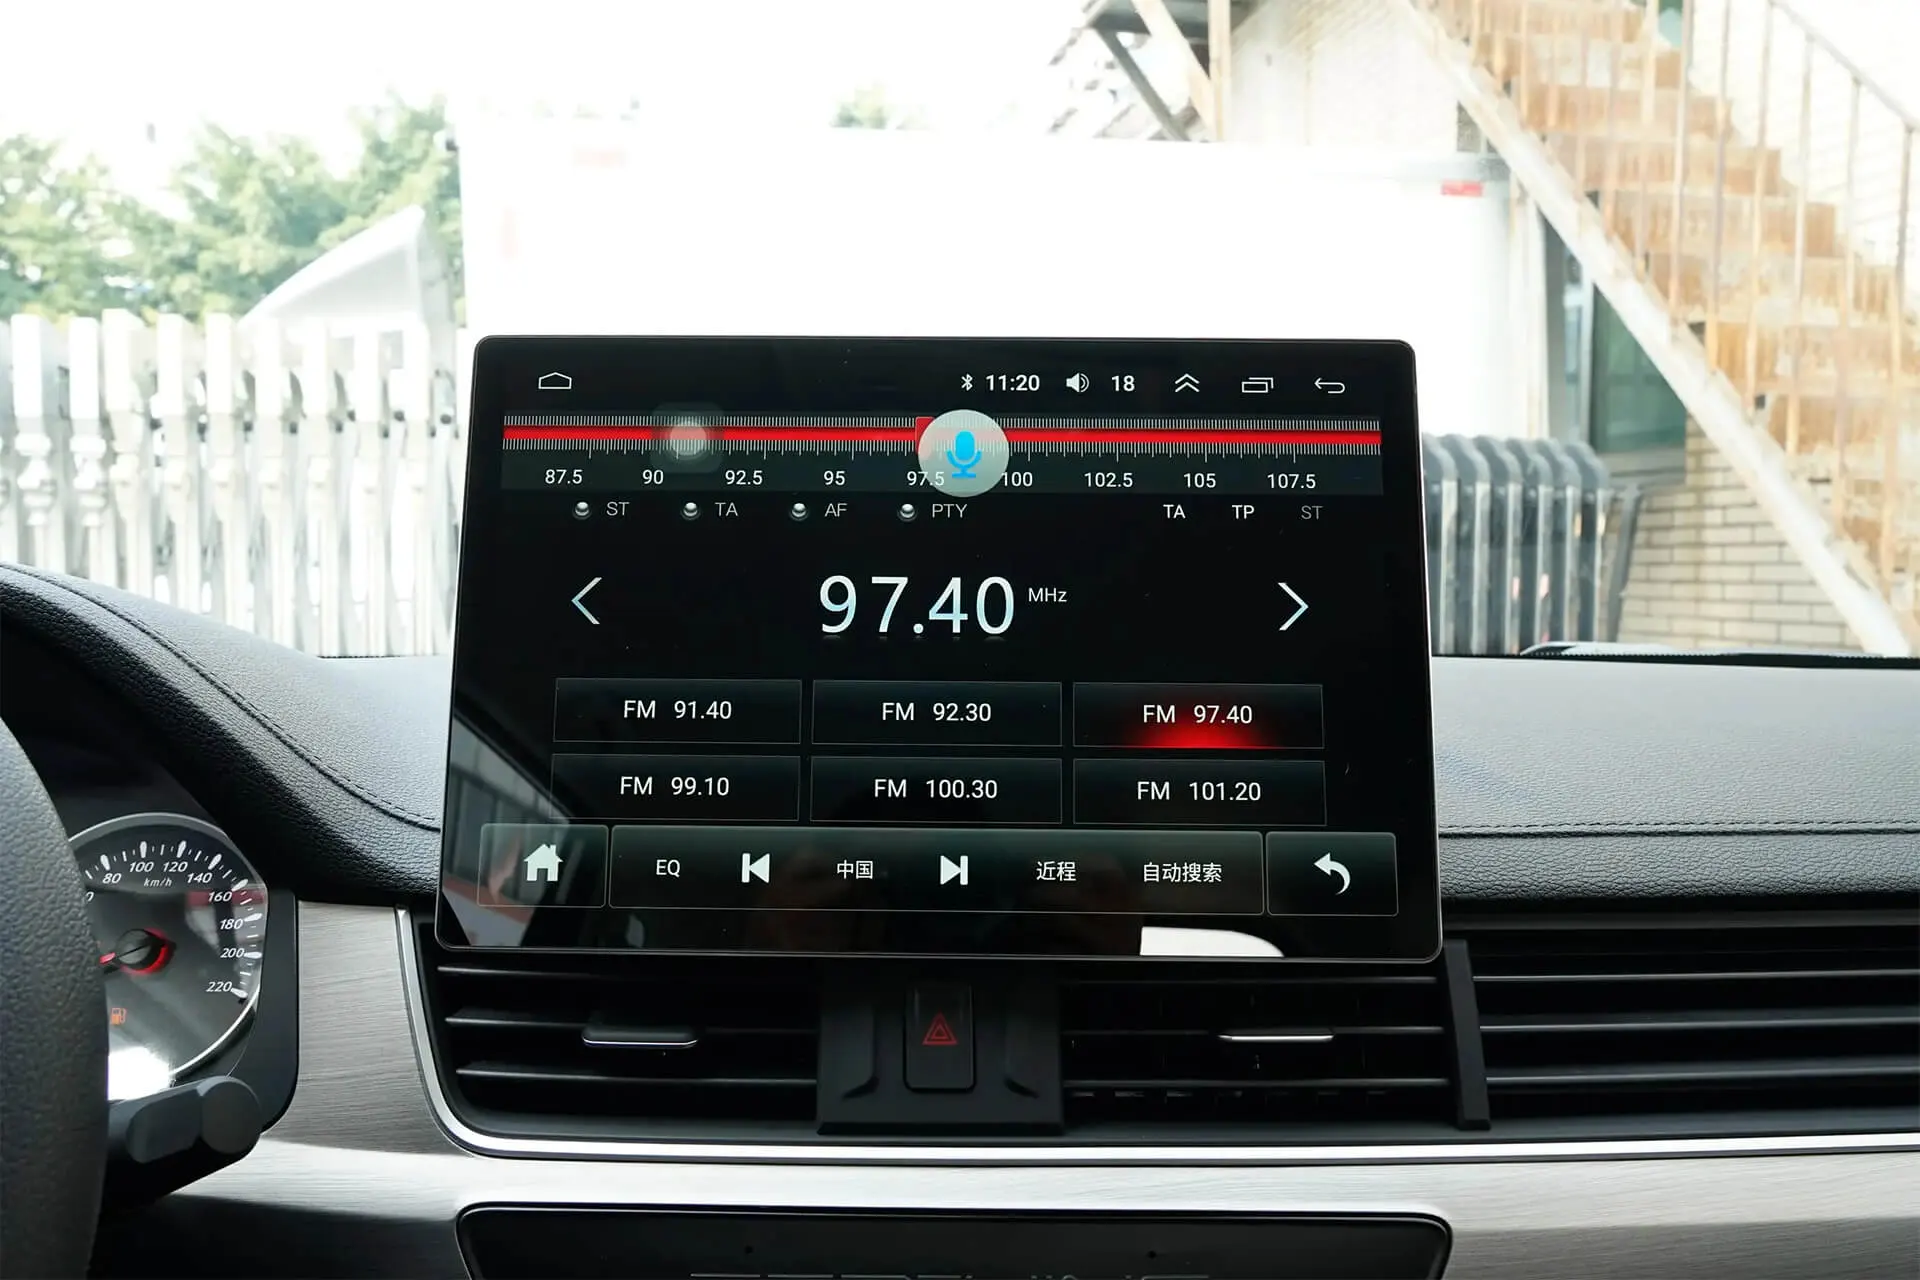 11:20 18
87.5 90 92.5 95 97.5 100 102.5 105 107.5
ST TA AF PTY TA TP ST
97.40 MHz
FM 91.40 FM 92.30 FM 97.40
FM 99.10 FM 100.30 FM 101.20
EQ 中国 近程 自动搜索
80 100 120 140 160 180 200 220
km/h